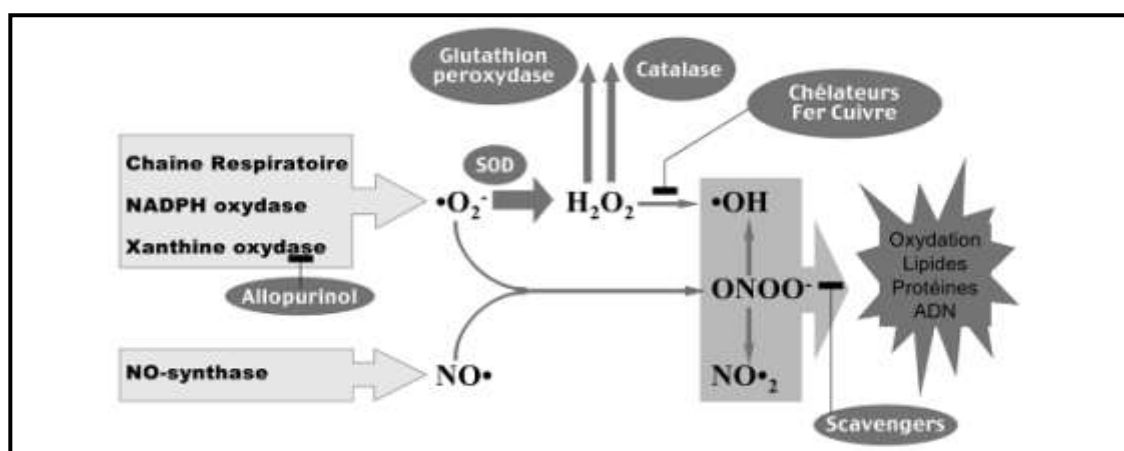 Glutathion
peroxydase
Catalase
Chélateurs
Fer Cuivre
Chaîne Respiratoire
NADPH oxydase
Xanthine oxydase
Allopurinol
SOD
•O₂⁻
H₂O₂
•OH
ONOO⁻
NO•₂
Oxydation
Lipides
Protéines
ADN
NO-synthase
NO•
Scavengers